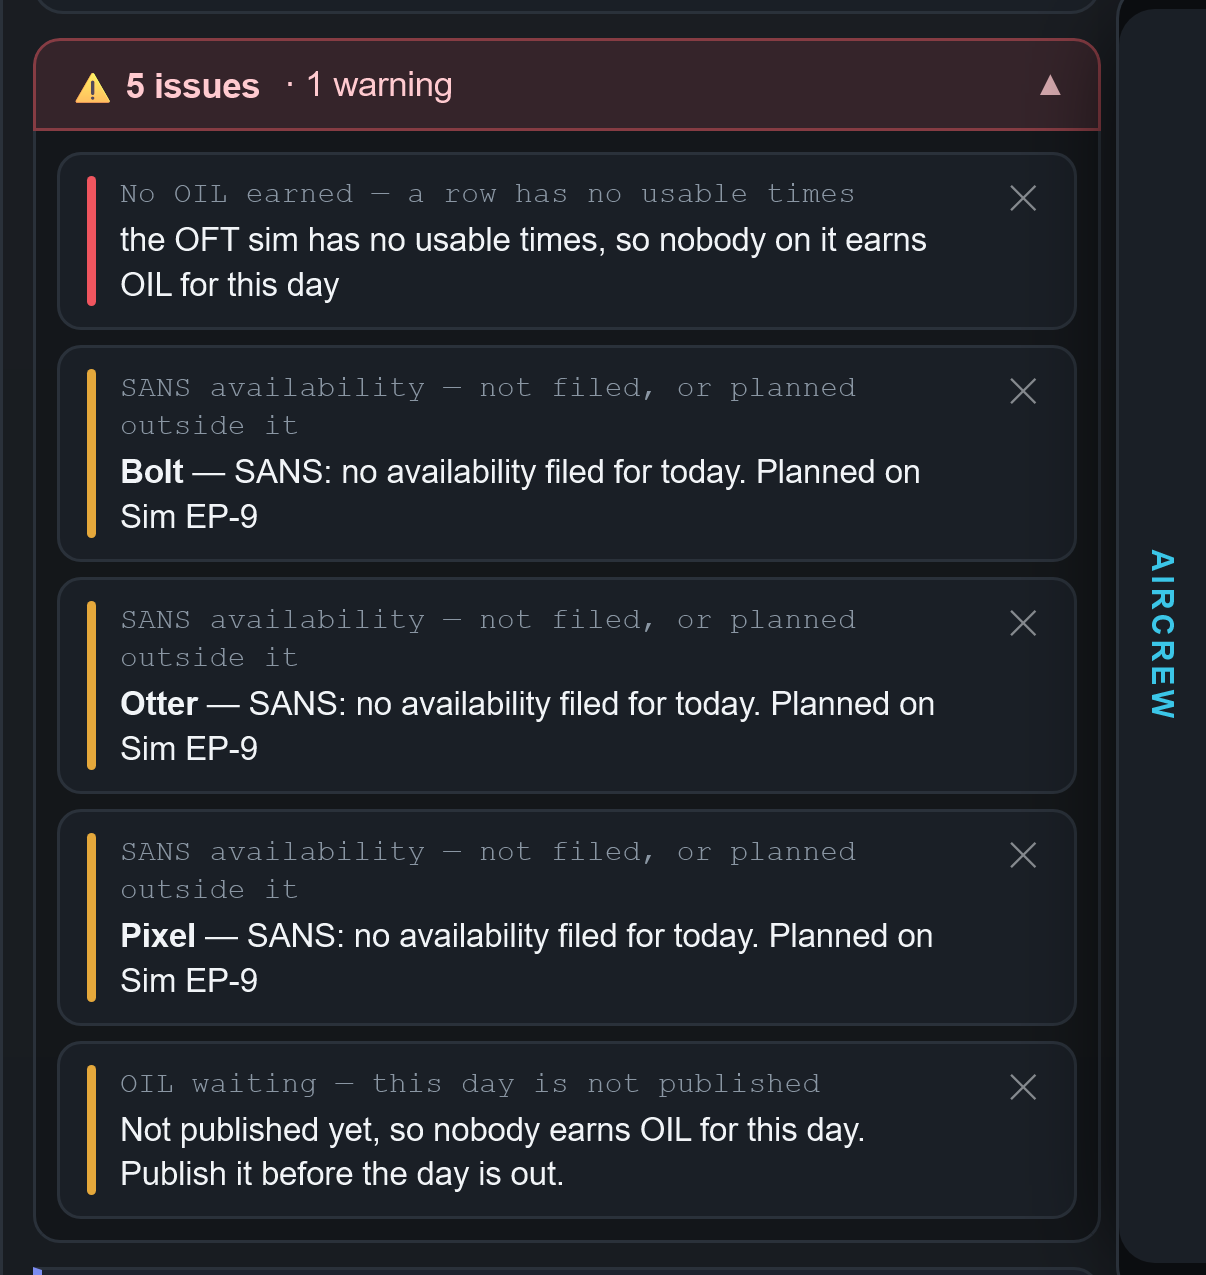 ⚠️ 5 issues · 1 warning ▲
No OIL earned — a row has no usable times
the OFT sim has no usable times, so nobody on it earns
OIL for this day
SANS availability — not filed, or planned
outside it
Bolt — SANS: no availability filed for today. Planned on
Sim EP-9
SANS availability — not filed, or planned
outside it
Otter — SANS: no availability filed for today. Planned on
Sim EP-9
SANS availability — not filed, or planned
outside it
Pixel — SANS: no availability filed for today. Planned on
Sim EP-9
OIL waiting — this day is not published
Not published yet, so nobody earns OIL for this day.
Publish it before the day is out.
AIRCREW